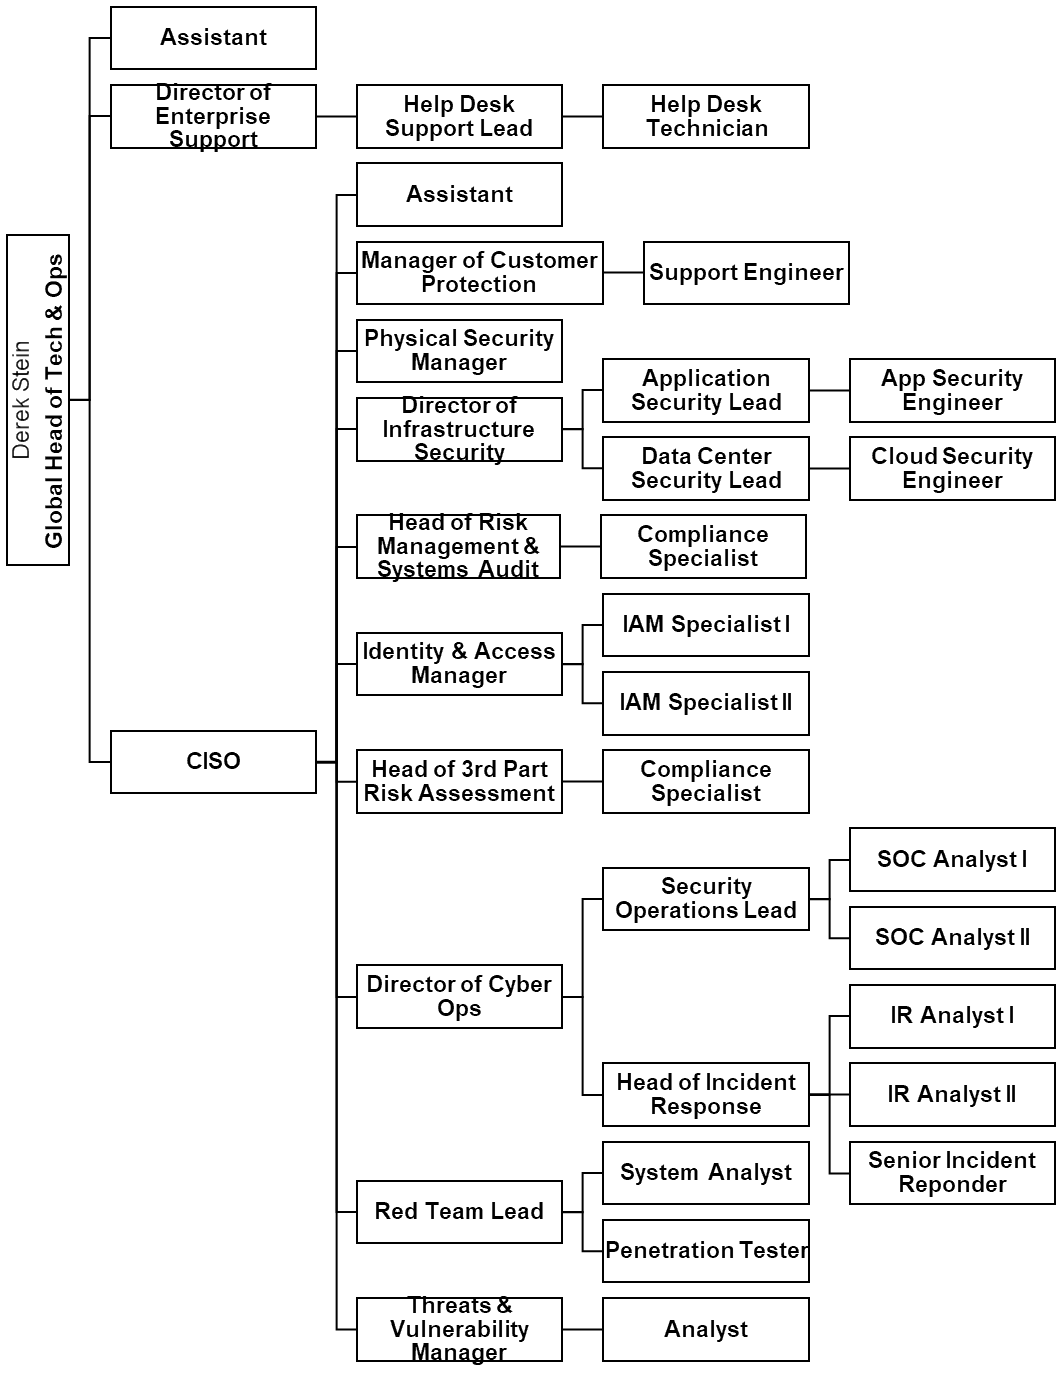 Assistant
Director of
Enterprise
Support
Help Desk
Support Lead
Help Desk
Technician
Assistant
Manager of Customer
Protection
Support Engineer
Derek Stein
Global Head of Tech & Ops
Physical Security
Manager
Director of
Infrastructure
Security
Application
Security Lead
App Security
Engineer
Data Center
Security Lead
Cloud Security
Engineer
Head of Risk
Management &
Systems Audit
Compliance
Specialist
Identity & Access
Manager
IAM Specialist I
IAM Specialist II
CISO
Head of 3rd Part
Risk Assessment
Compliance
Specialist
Director of Cyber
Ops
Security
Operations Lead
SOC Analyst I
SOC Analyst II
Head of Incident
Response
IR Analyst I
IR Analyst II
Senior Incident
Reponder
Red Team Lead
System Analyst
Penetration Tester
Threats &
Vulnerability
Manager
Analyst